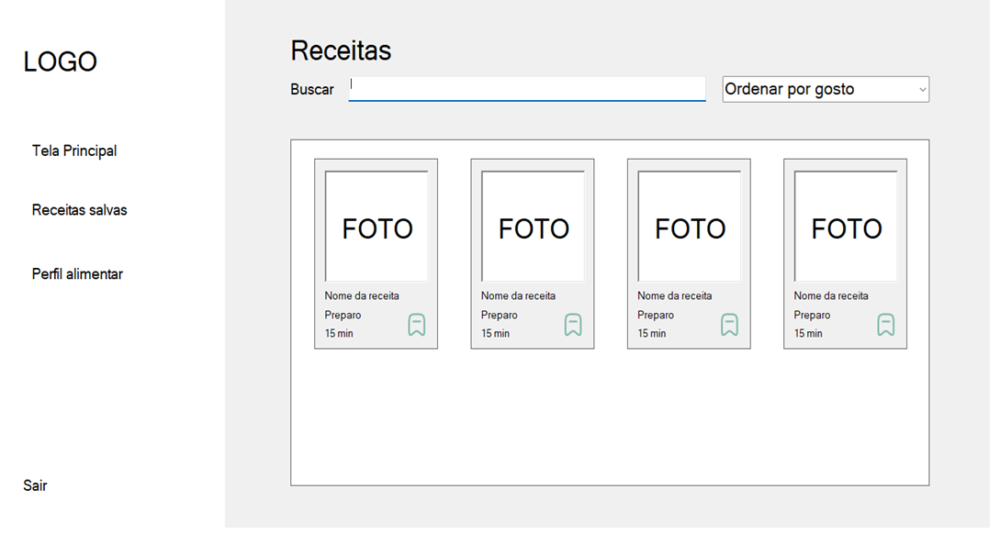 LOGO
Tela Principal
Receitas salvas
Perfil alimentar
Sair
Receitas
Buscar
Ordenar por gosto
FOTO
Nome da receita
Preparo
15 min
FOTO
Nome da receita
Preparo
15 min
FOTO
Nome da receita
Preparo
15 min
FOTO
Nome da receita
Preparo
15 min